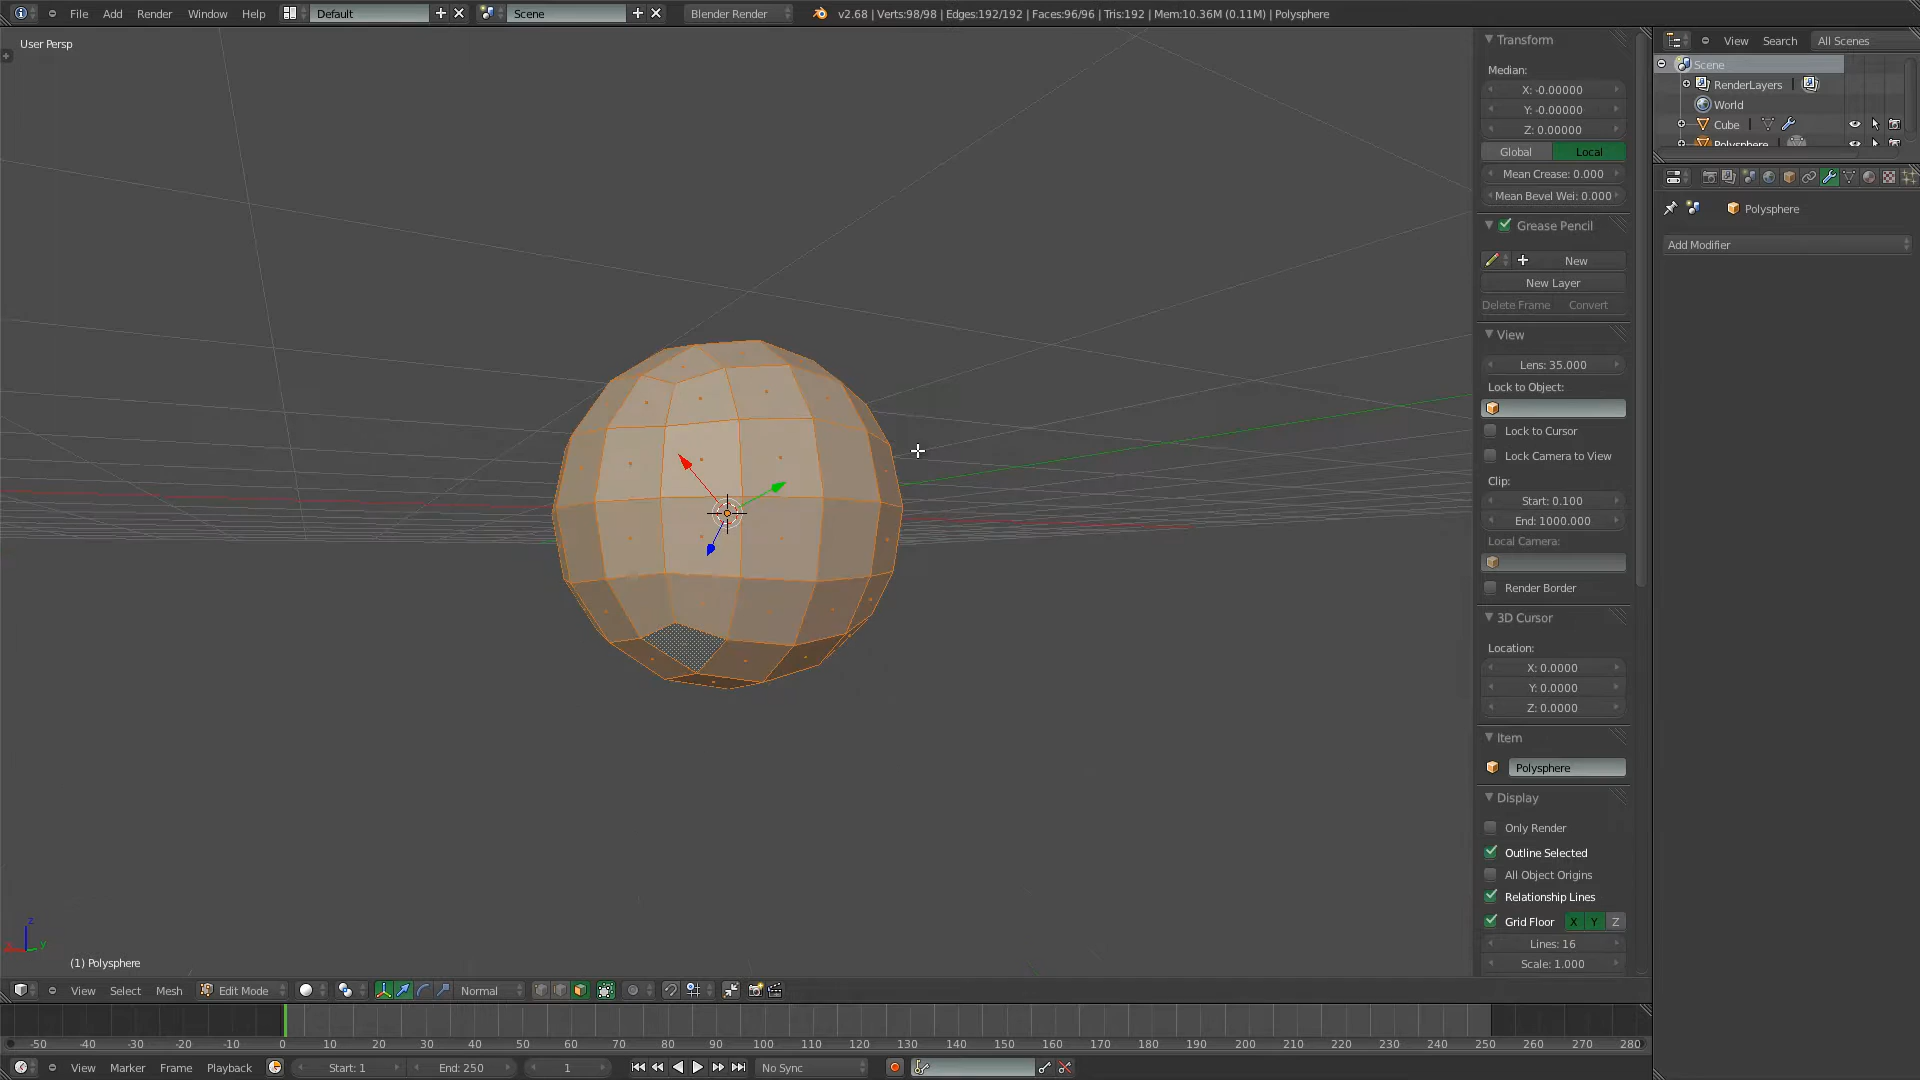 File Add Render Window Help Default Scene Blender Render v2.68 | Verts:98/98 | Edges:192/192 | Faces:96/96 | Tris:192 | Mem:10.36M (0.11M) | Polysphere
User Persp
Transform
Median:
X: -0.00000
Y: -0.00000
Z: 0.00000
Global Local
Mean Crease: 0.000
Mean Bevel Wei: 0.000
Grease Pencil
New
New Layer
Delete Frame Convert
View
Lens: 35.000
Lock to Object:
Lock to Cursor
Lock Camera to View
Clip:
Start: 0.100
End: 1000.000
Local Camera:
Render Border
3D Cursor
Location:
X: 0.0000
Y: 0.0000
Z: 0.0000
Item
Polysphere
Display
Only Render
Outline Selected
All Object Origins
Relationship Lines
Grid Floor X Y Z
Lines: 16
Scale: 1.000
View Search All Scenes
Scene
RenderLayers |
World
Cube |
Polysphere
Polysphere
Add Modifier
z
x y
(1) Polysphere
View Select Mesh Edit Mode Normal
-50 -40 -30 -20 -10 0 10 20 30 40 50 60 70 80 90 100 110 120 130 140 150 160 170 180 190 200 210 220 230 240 250 260 270 280
View Marker Frame Playback Start: 1 End: 250 1 No Sync